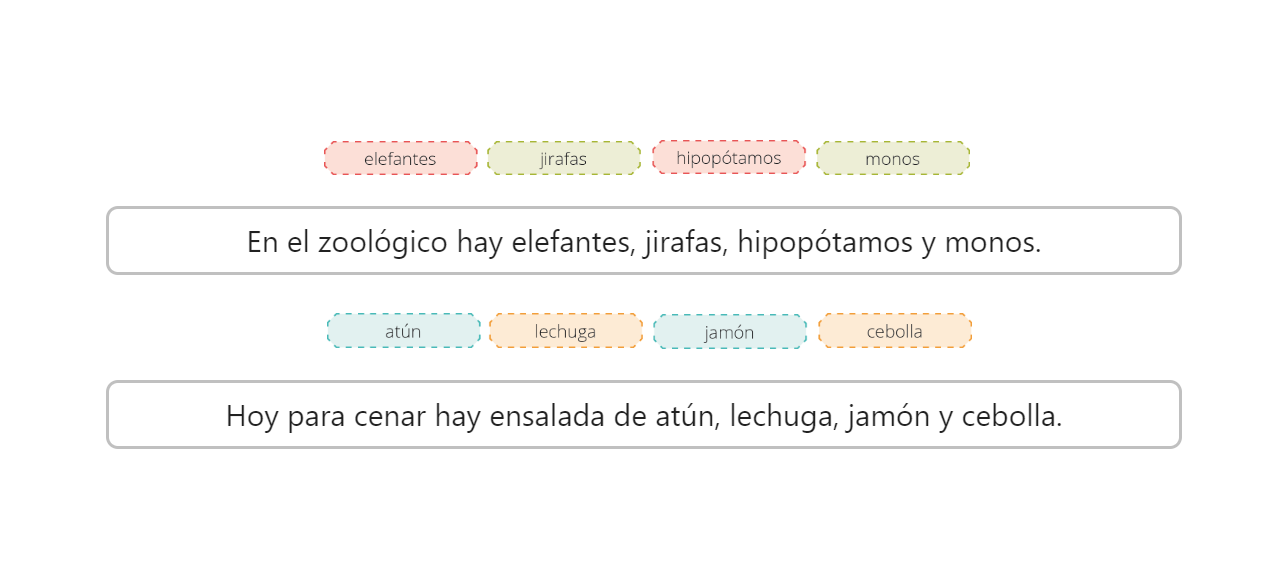 elefantes jirafas hipopótamos monos
En el zoológico hay elefantes, jirafas, hipopótamos y monos.
atún lechuga jamón cebolla
Hoy para cenar hay ensalada de atún, lechuga, jamón y cebolla.